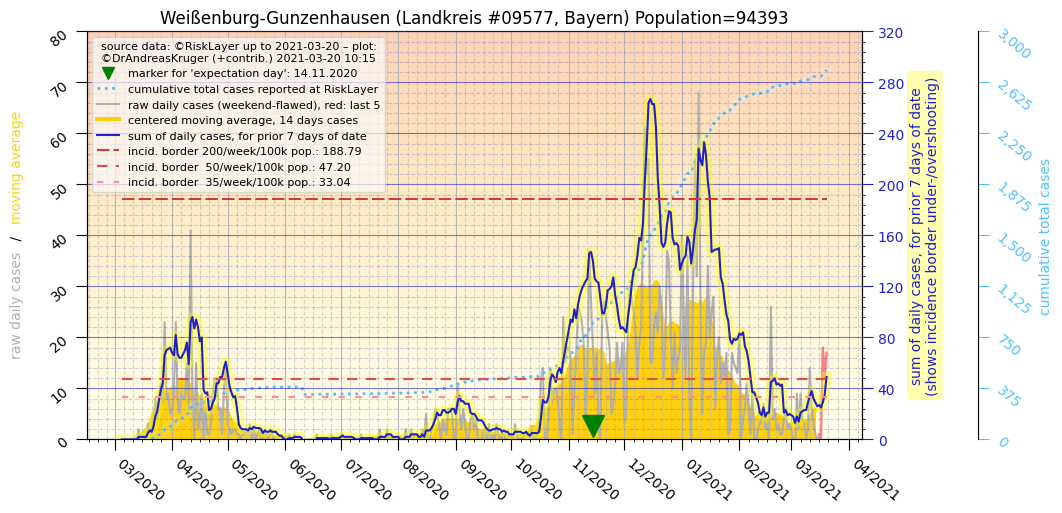 Weißenburg-Gunzenhausen (Landkreis #09577, Bayern) Population=94393
source data: ©RiskLayer up to 2021-03-20 – plot:
©DrAndreasKruger (+contrib.) 2021-03-20 10:15
marker for 'expectation day': 14.11.2020
cumulative total cases reported at RiskLayer
raw daily cases (weekend-flawed), red: last 5
centered moving average, 14 days cases
sum of daily cases, for prior 7 days of date
incid. border 200/week/100k pop.: 188.79
incid. border  50/week/100k pop.: 47.20
incid. border  35/week/100k pop.: 33.04
raw daily cases / moving average
80
70
60
50
40
30
20
10
0
320
280
240
200
160
120
80
40
0
sum of daily cases, for prior 7 days of date
(shows incidence border under-/overshooting)
3,000
2,625
2,250
1,875
1,500
1,125
750
375
0
cumulative total cases
03/2020
04/2020
05/2020
06/2020
07/2020
08/2020
09/2020
10/2020
11/2020
12/2020
01/2021
02/2021
03/2021
04/2021